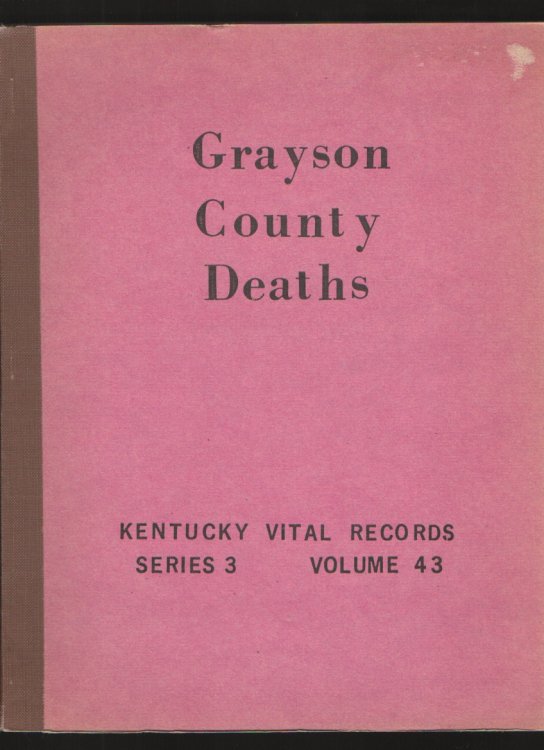 Grayson
County
Deaths
KENTUCKY VITAL RECORDS
SERIES 3 VOLUME 43